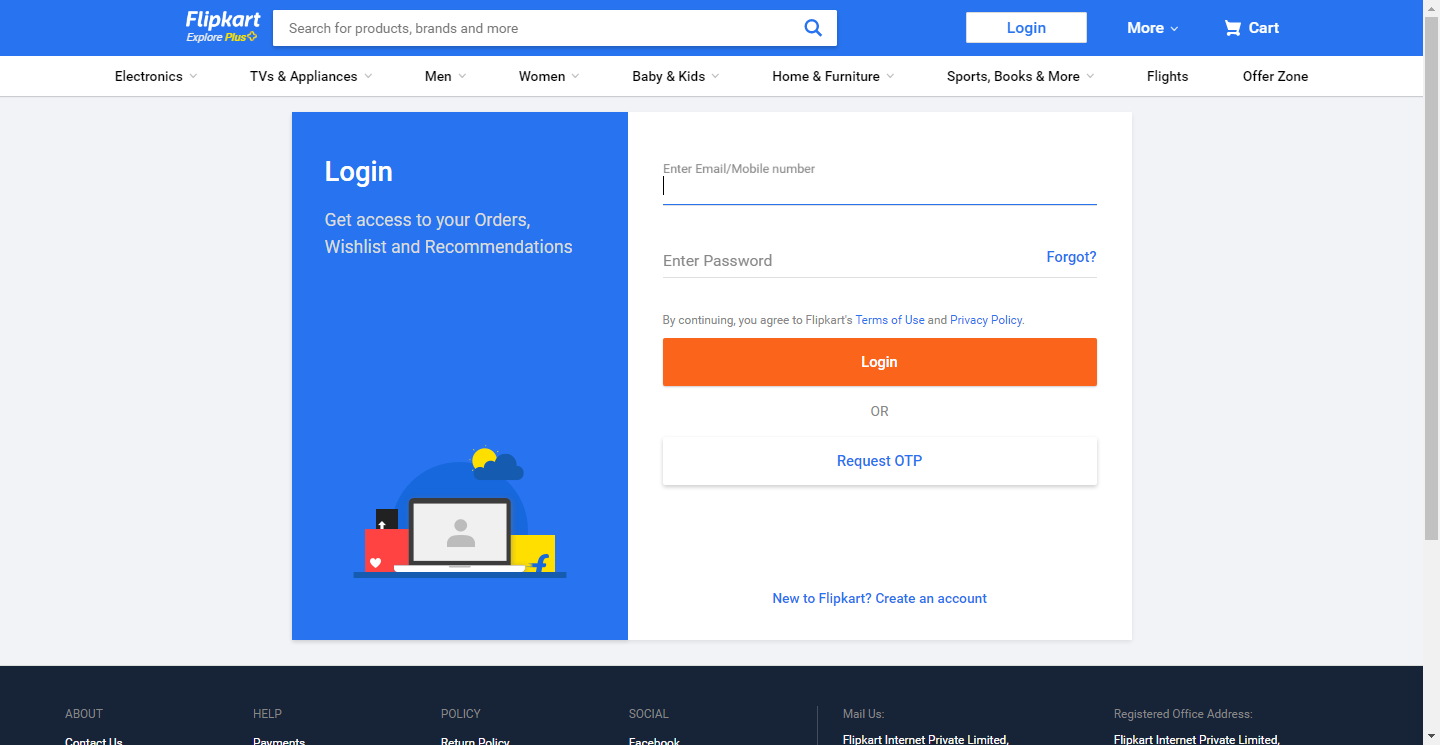 Flipkart
Explore Plus
Search for products, brands and more
Login
More
Cart
Electronics
TVs & Appliances
Men
Women
Baby & Kids
Home & Furniture
Sports, Books & More
Flights
Offer Zone
Login
Get access to your Orders,
Wishlist and Recommendations
Enter Email/Mobile number
Enter Password
Forgot?
By continuing, you agree to Flipkart's Terms of Use and Privacy Policy.
Login
OR
Request OTP
New to Flipkart? Create an account
ABOUT
Contact Us
HELP
Payments
POLICY
Return Policy
SOCIAL
Facebook
Mail Us:
Flipkart Internet Private Limited,
Registered Office Address:
Flipkart Internet Private Limited,